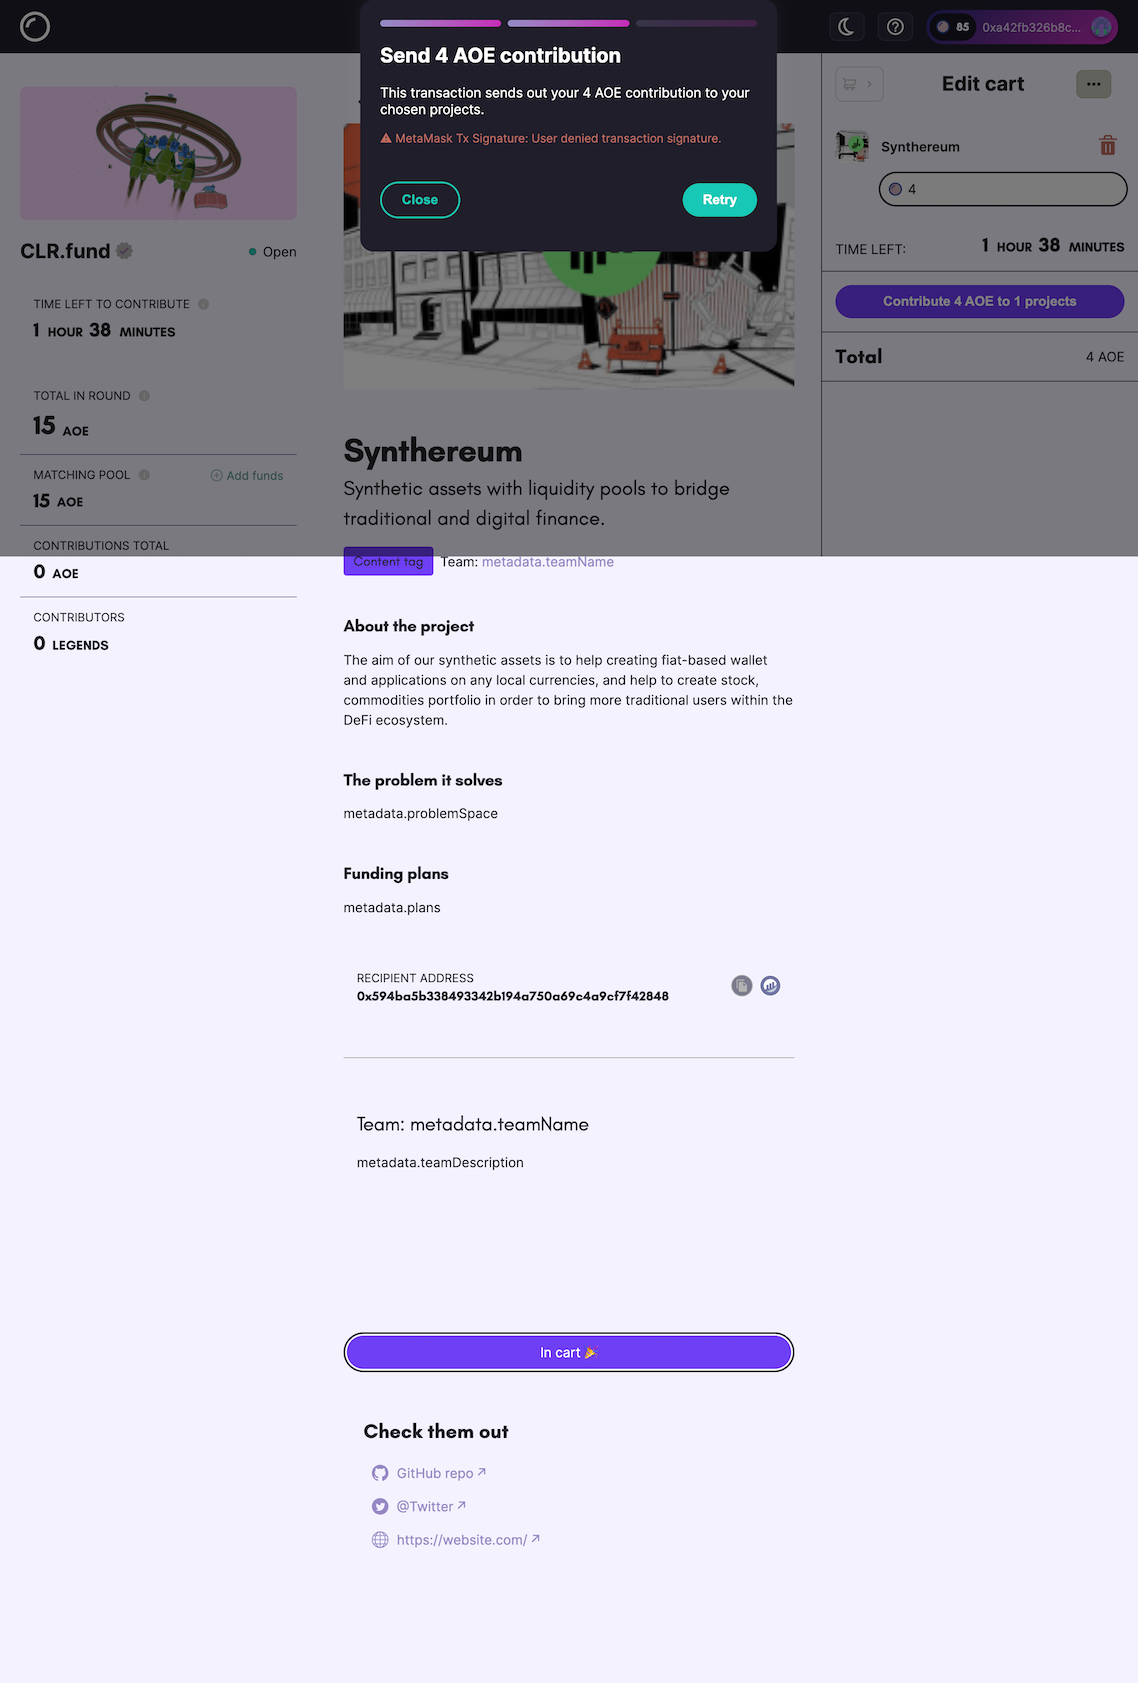 85 0xa42fb326b8c...
Send 4 AOE contribution
This transaction sends out your 4 AOE contribution to your
chosen projects.
MetaMask Tx Signature: User denied transaction signature.
Close
Retry
CLR.fund
Open
TIME LEFT TO CONTRIBUTE
1 HOUR 38 MINUTES
TOTAL IN ROUND
15 AOE
MATCHING POOL
Add funds
15 AOE
CONTRIBUTIONS TOTAL
0 AOE
CONTRIBUTORS
0 LEGENDS
Synthereum
Synthetic assets with liquidity pools to bridge
traditional and digital finance.
Content tag Team: metadata.teamName
About the project
The aim of our synthetic assets is to help creating fiat-based wallet
and applications on any local currencies, and help to create stock,
commodities portfolio in order to bring more traditional users within the
DeFi ecosystem.
The problem it solves
metadata.problemSpace
Funding plans
metadata.plans
RECIPIENT ADDRESS
0x594ba5b338493342b194a750a69c4a9cf7f42848
Team: metadata.teamName
metadata.teamDescription
In cart 🎉
Check them out
GitHub repo ↗
@Twitter ↗
https://website.com/ ↗
Edit cart
Synthereum
4
TIME LEFT:
1 HOUR 38 MINUTES
Contribute 4 AOE to 1 projects
Total
4 AOE